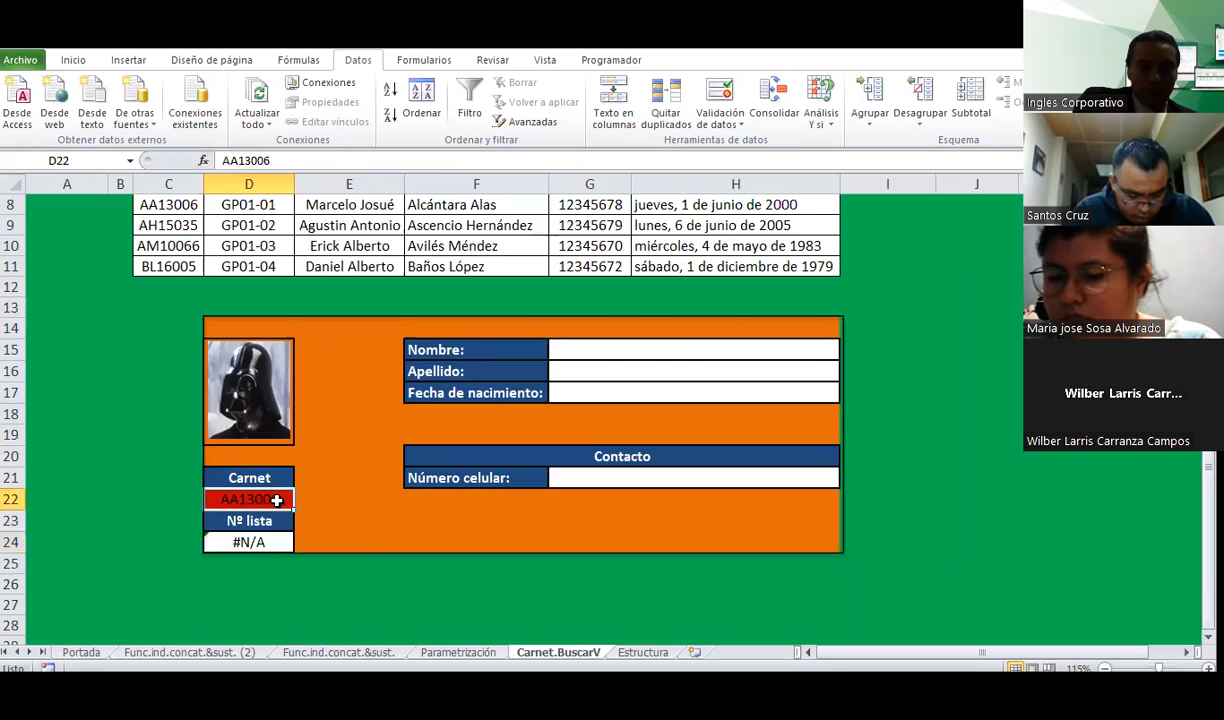 Archivo Inicio Insertar Diseño de página Fórmulas Datos Formularios Revisar Vista Programador
Desde Access
Desde web
Desde texto
De otras fuentes
Conexiones existentes
Actualizar todo
Conexiones
Propiedades
Editar vínculos
Ordenar
Filtro
Borrar
Volver a aplicar
Avanzadas
Texto en columnas
Quitar duplicados
Validación de datos
Consolidar
Análisis Y si
Agrupar
Desagrupar
Subtotal
Obtener datos externos Conexiones Ordenar y filtrar Herramientas de datos Esquema
D22 fx AA13006
A B C D E F G H I J
8 AA13006 GP01-01 Marcelo Josué Alcántara Alas 12345678 jueves, 1 de junio de 2000
9 AH15035 GP01-02 Agustin Antonio Ascencio Hernández 12345679 lunes, 6 de junio de 2005
10 AM10066 GP01-03 Erick Alberto Avilés Méndez 12345670 miércoles, 4 de mayo de 1983
11 BL16005 GP01-04 Daniel Alberto Baños López 12345672 sábado, 1 de diciembre de 1979
12
13
14
15 Nombre:
16 Apellido:
17 Fecha de nacimiento:
18
19
20 Contacto
21 Carnet Número celular:
22 AA1300
23 Nº lista
24 #N/A
25
26
27
28
Portada Func.ind.concat.&sust. (2) Func.ind.concat.&sust. Parametrización Carnet.BuscarV Estructura
Listo 115%
Ingles Corporativo
Santos Cruz
Maria jose Sosa Alvarado
Wilber Larris Carr...
Wilber Larris Carranza Campos